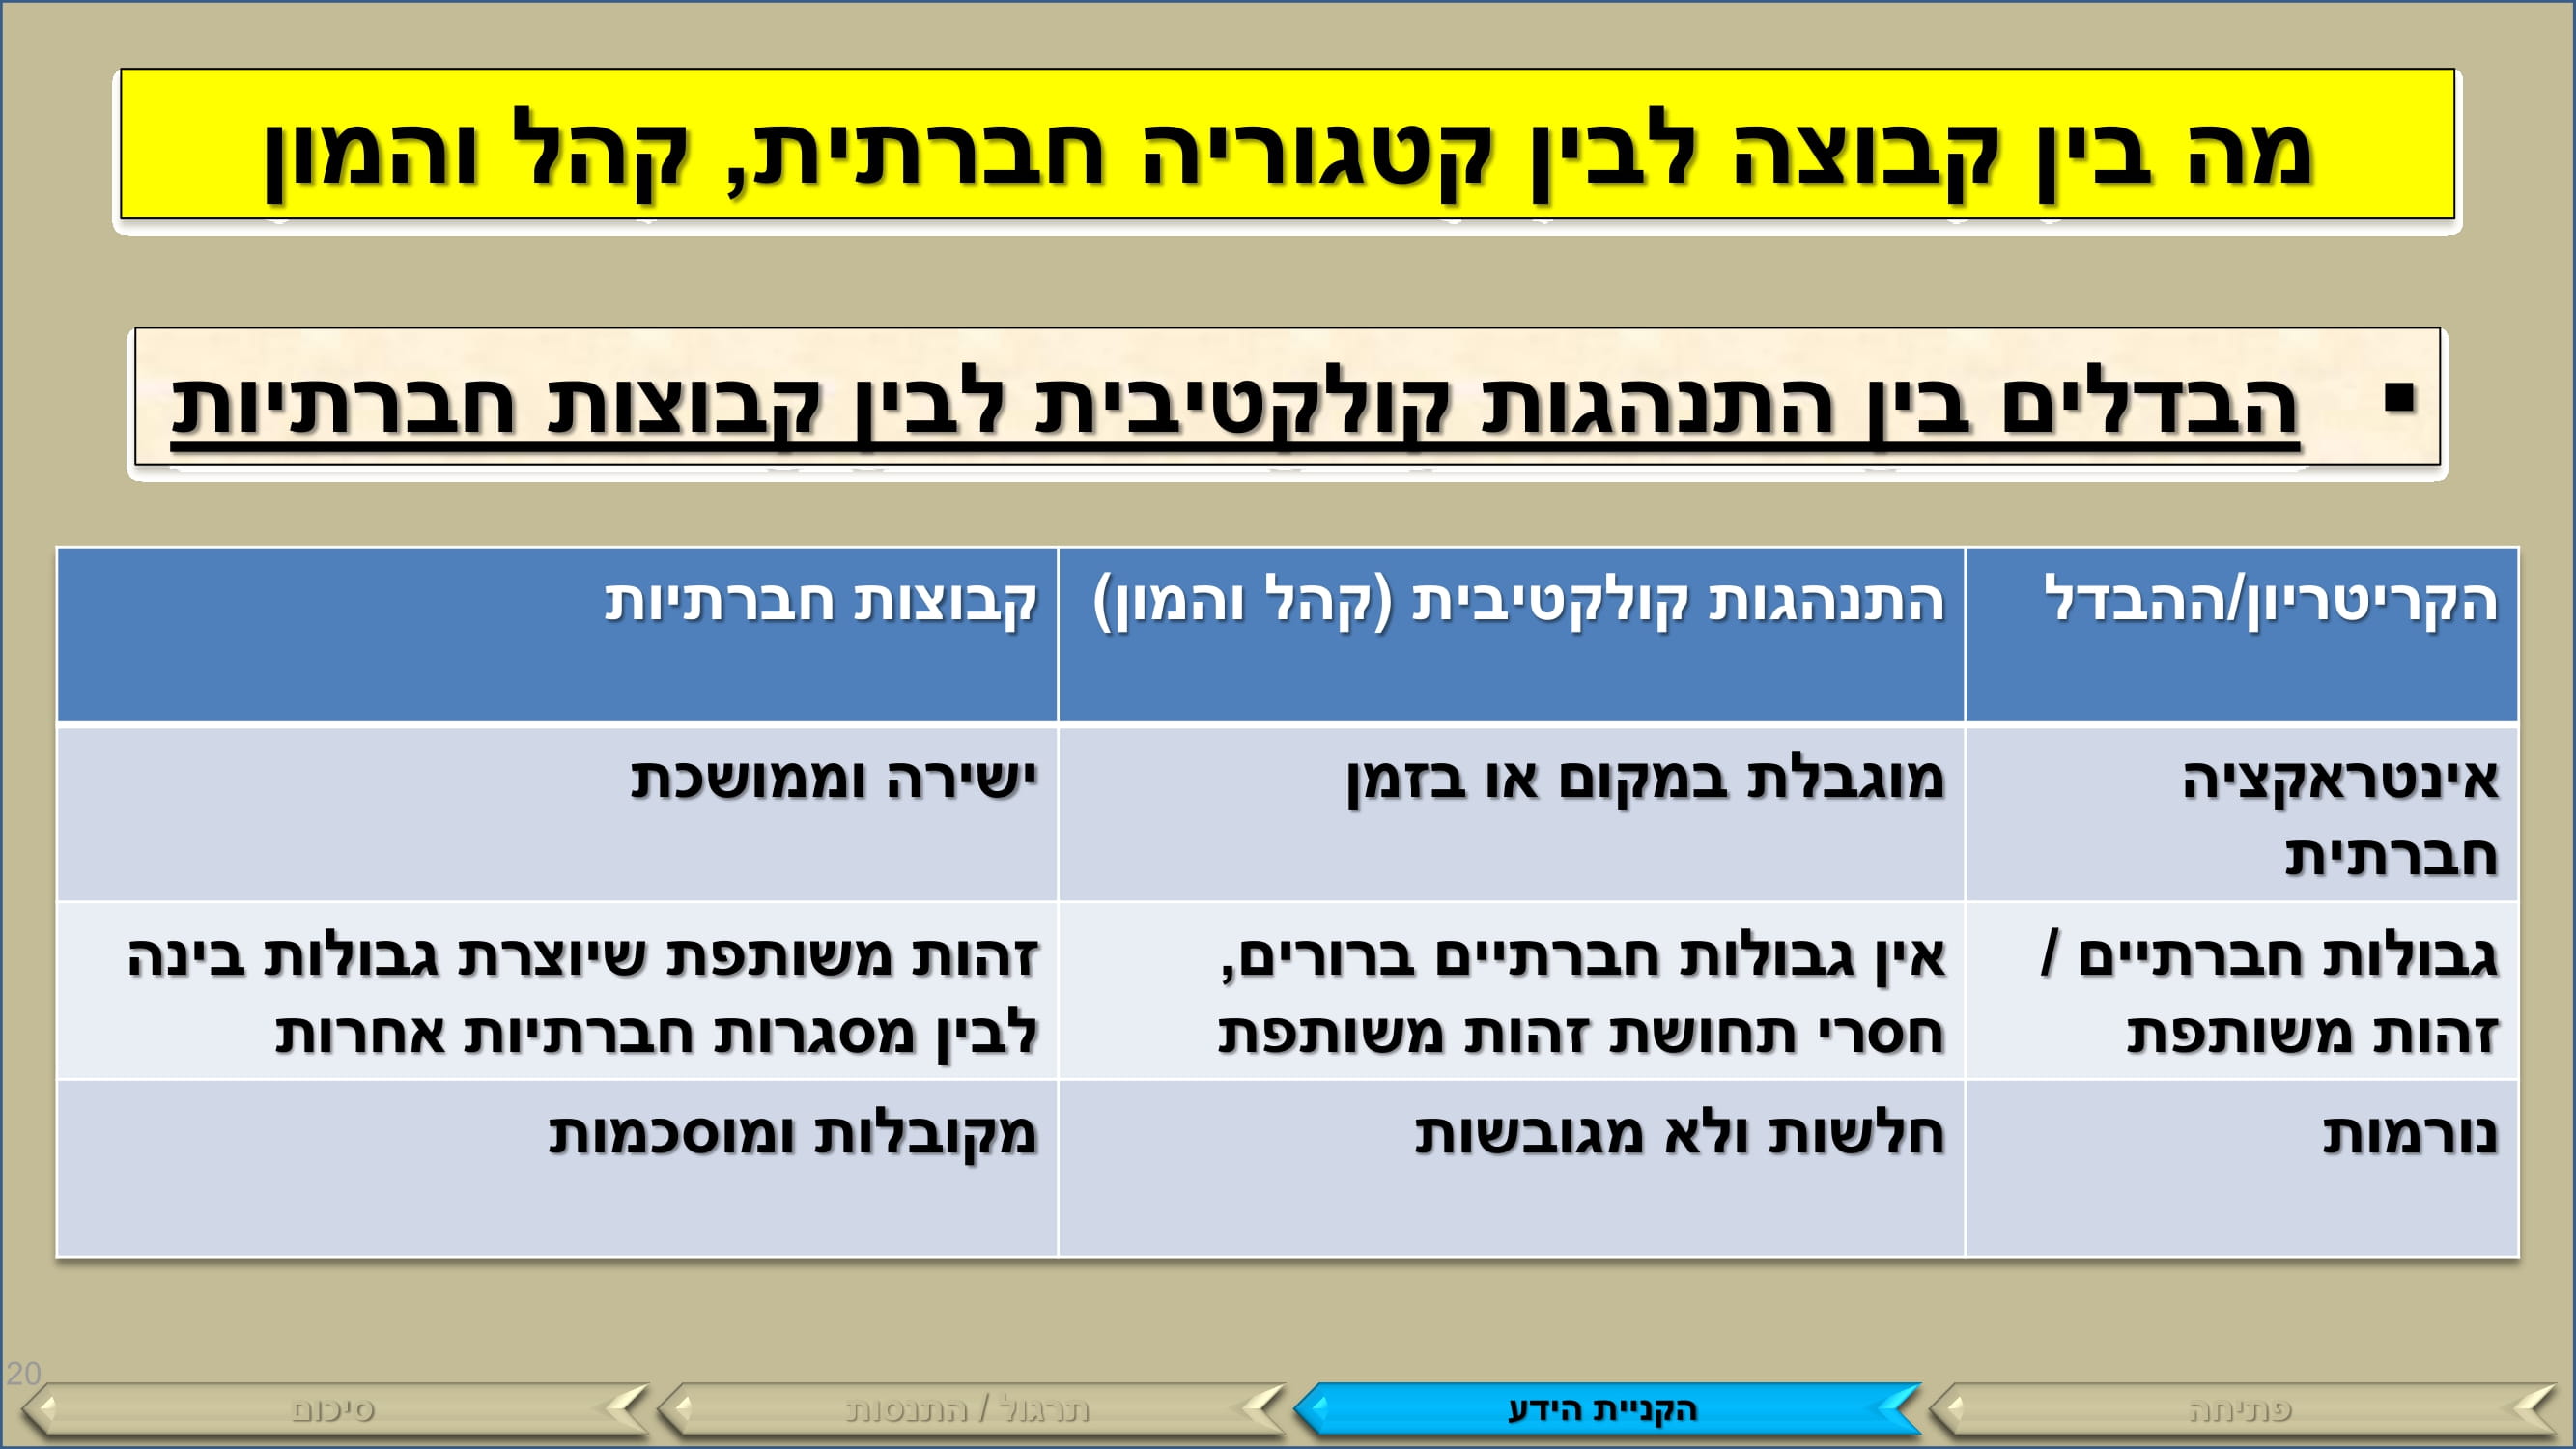 מה בין קבוצה לבין קטגוריה חברתית, קהל והמון
▪ הבדלים בין התנהגות קולקטיבית לבין קבוצות חברתיות
הקריטריון/ההבדל
התנהגות קולקטיבית (קהל והמון)
קבוצות חברתיות
אינטראקציה
חברתית
מוגבלת במקום או בזמן
ישירה וממושכת
גבולות חברתיים /
זהות משותפת
אין גבולות חברתיים ברורים,
חסרי תחושת זהות משותפת
זהות משותפת שיוצרת גבולות בינה
לבין מסגרות חברתיות אחרות
נורמות
חלשות ולא מגובשות
מקובלות ומוסכמות
פתיחה
הקניית הידע
תרגול / התנסות
סיכום
20